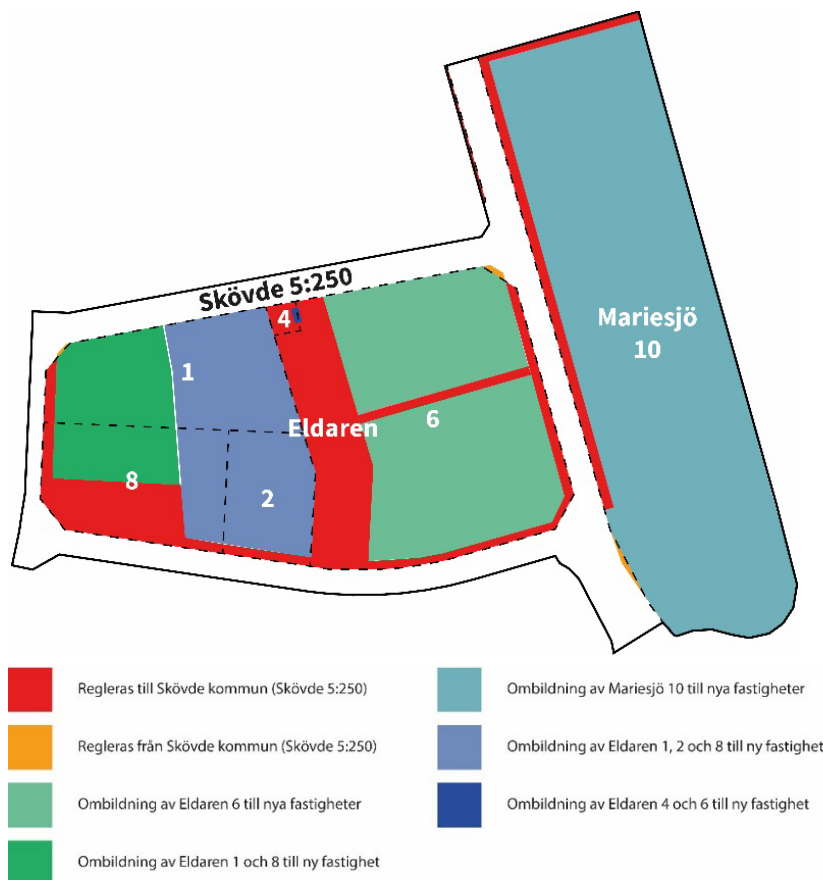 Skövde 5:250
4
1
Mariesjö
10
Eldaren
6
8
2
Regleras till Skövde kommun (Skövde 5:250)
Regleras från Skövde kommun (Skövde 5:250)
Ombildning av Eldaren 6 till nya fastigheter
Ombildning av Eldaren 1 och 8 till ny fastighet
Ombildning av Mariesjö 10 till nya fastigheter
Ombildning av Eldaren 1, 2 och 8 till ny fastighet
Ombildning av Eldaren 4 och 6 till ny fastighet